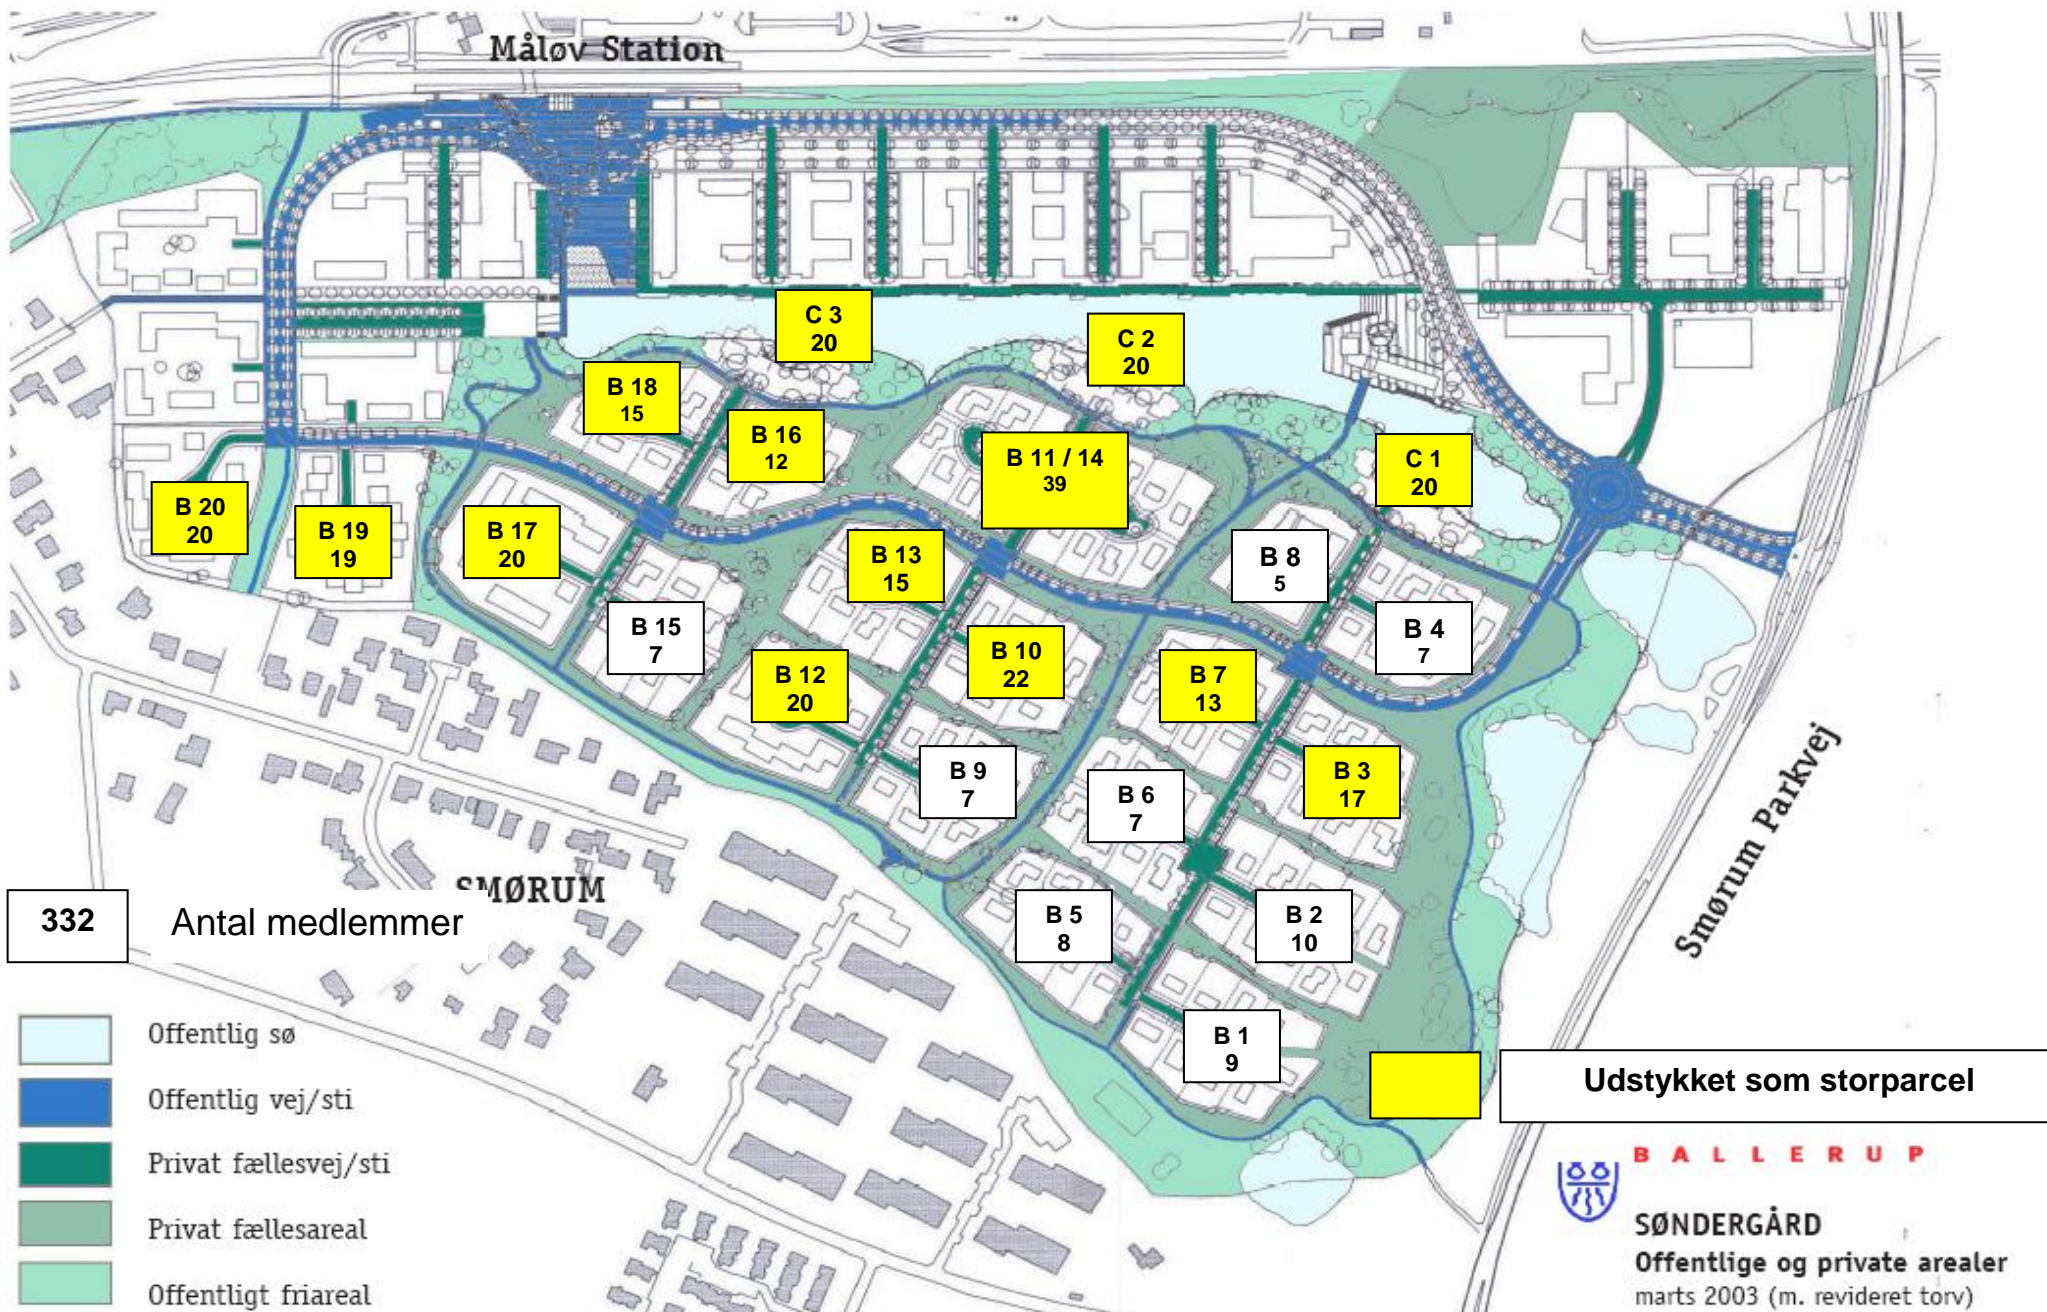 Måløv Station
C 3
20
C 2
20
B 18
15
B 16
12
B 11 / 14
39
C 1
20
B 20
20
B 19
19
B 17
20
B 13
15
B 8
5
B 15
7
B 4
7
B 10
22
B 12
20
B 7
13
B 9
7
B 6
7
B 3
17
Smørum Parkvej
SMØRUM
332
Antal medlemmer
B 5
8
B 2
10
B 1
9
Offentlig sø
Offentlig vej/sti
Privat fællesvej/sti
Privat fællesareal
Offentligt friareal
Udstykket som storparcel
BALLERUP
SØNDERGÅRD
Offentlige og private arealer
marts 2003 (m. revideret torv)